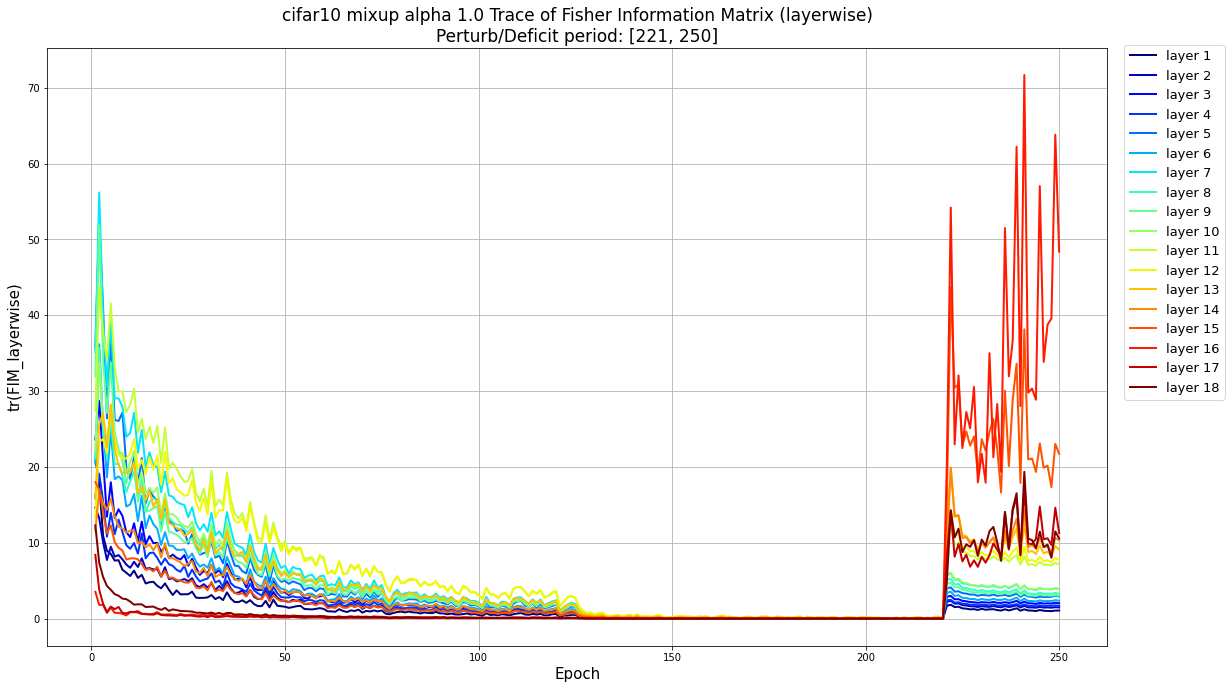 cifar10 mixup alpha 1.0 Trace of Fisher Information Matrix (layerwise)
Perturb/Deficit period: [221, 250]
tr(FIM_layerwise)
70
60
50
40
30
20
10
0
0
50
100
150
200
250
Epoch
layer 1
layer 2
layer 3
layer 4
layer 5
layer 6
layer 7
layer 8
layer 9
layer 10
layer 11
layer 12
layer 13
layer 14
layer 15
layer 16
layer 17
layer 18